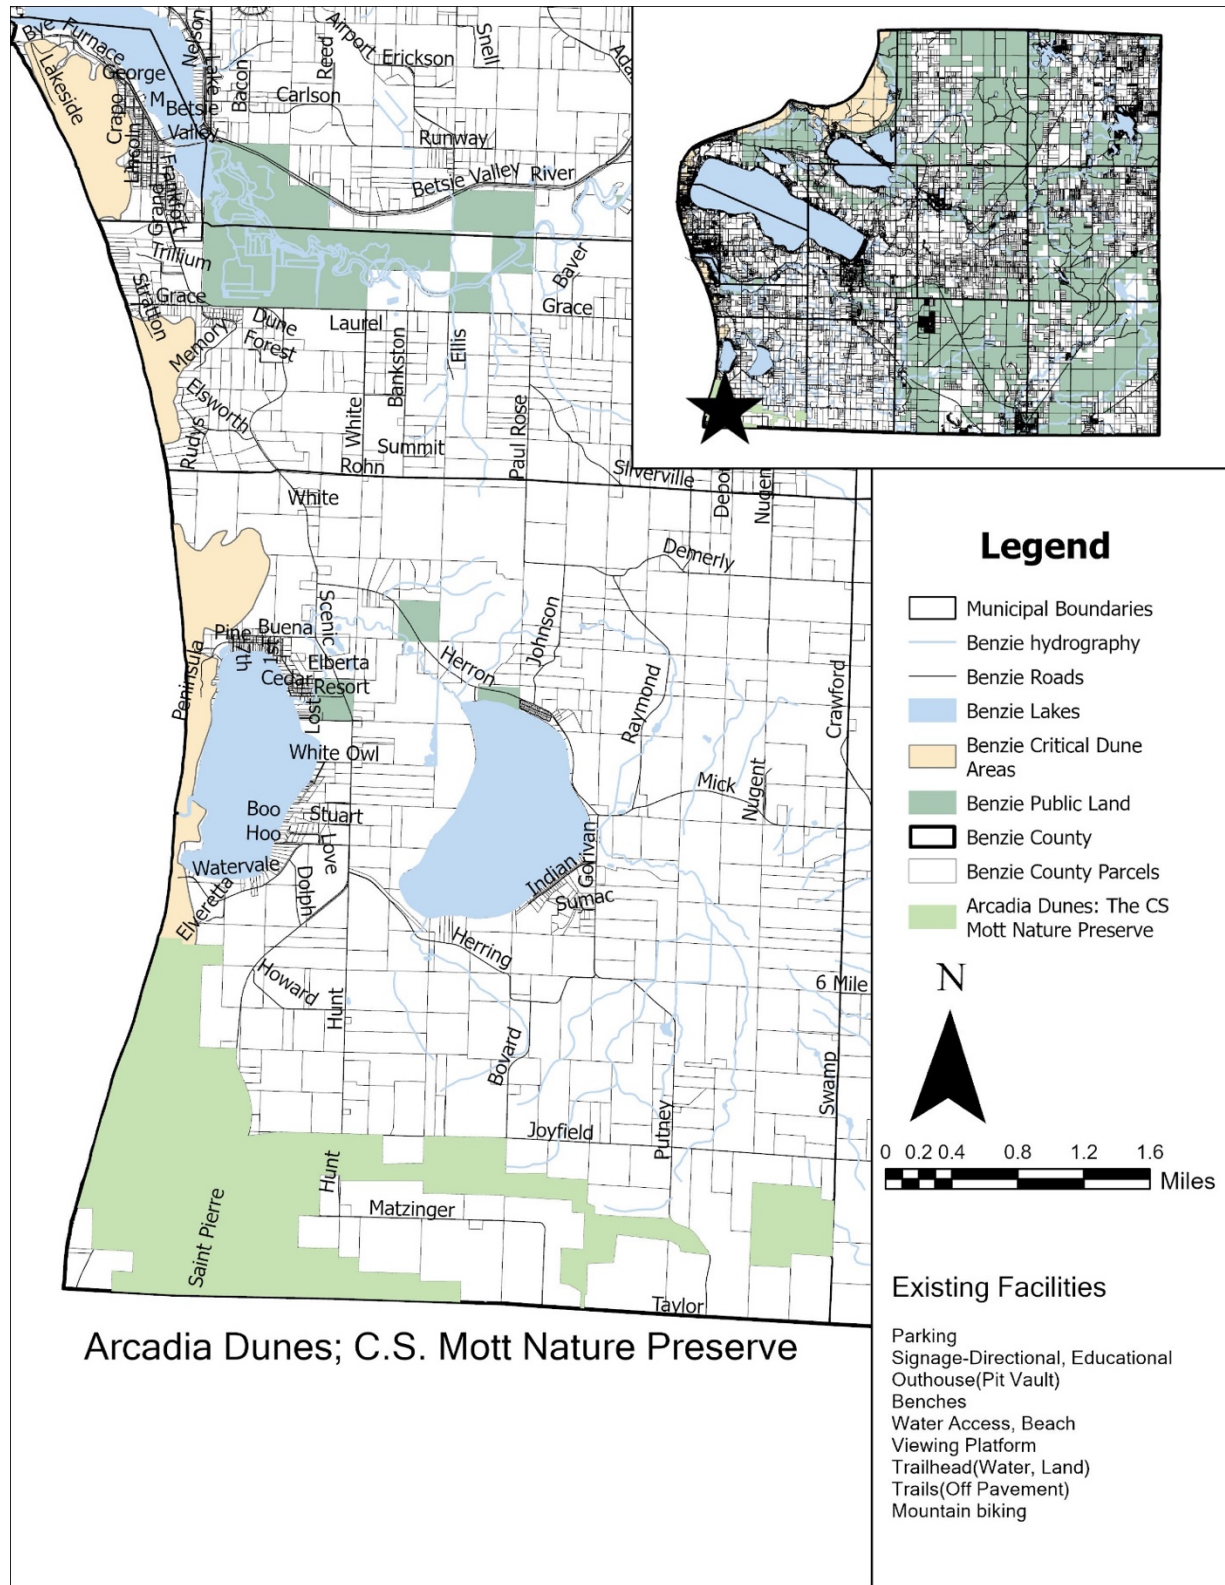 Bye
Furnace
Nelson
Lake
Bacon
Reed
Airport
Erickson
Snell
Lakeside
George
M
Betsie
Valley
Crapo
Lincoln
Grand
Frankfort
Carlson
Runway
Betsie Valley
River
Trillium
Stratton
Grace
Memory
Dune
Forest
Laurel
Bankston
Ellis
Baver
Grace
Elsworth
Rudys
White
Summit
Rohn
Paul Rose
Silverville
Nugen
White
Demerly
Scenic
Pine
7th
1st
Buena
Elberta
Cedar
Resort
Lost
Peninsula
Herron
Johnson
Raymond
Crawford
White Owl
Mick
Nugent
Boo
Hoo
Stuart
Love
Watervale
Dolph
Elveretta
Indian
Gorivan
Sumac
Herring
Howard
Hunt
6 Mile
Bovard
Swamp
Joyfield
Putney
Hunt
Matzinger
Saint Pierre
Taylor
Arcadia Dunes; C.S. Mott Nature Preserve
Legend
Municipal Boundaries
Benzie hydrography
Benzie Roads
Benzie Lakes
Benzie Critical Dune
Areas
Benzie Public Land
Benzie County
Benzie County Parcels
Arcadia Dunes: The CS
Mott Nature Preserve
N
0 0.2 0.4 0.8 1.2 1.6
Miles
Existing Facilities
Parking
Signage-Directional, Educational
Outhouse(Pit Vault)
Benches
Water Access, Beach
Viewing Platform
Trailhead(Water, Land)
Trails(Off Pavement)
Mountain biking